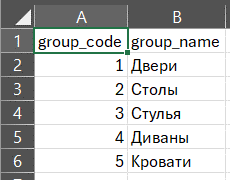 A B
1 group_code group_name
2 1 Двери
3 2 Столы
4 3 Стулья
5 4 Диваны
6 5 Кровати